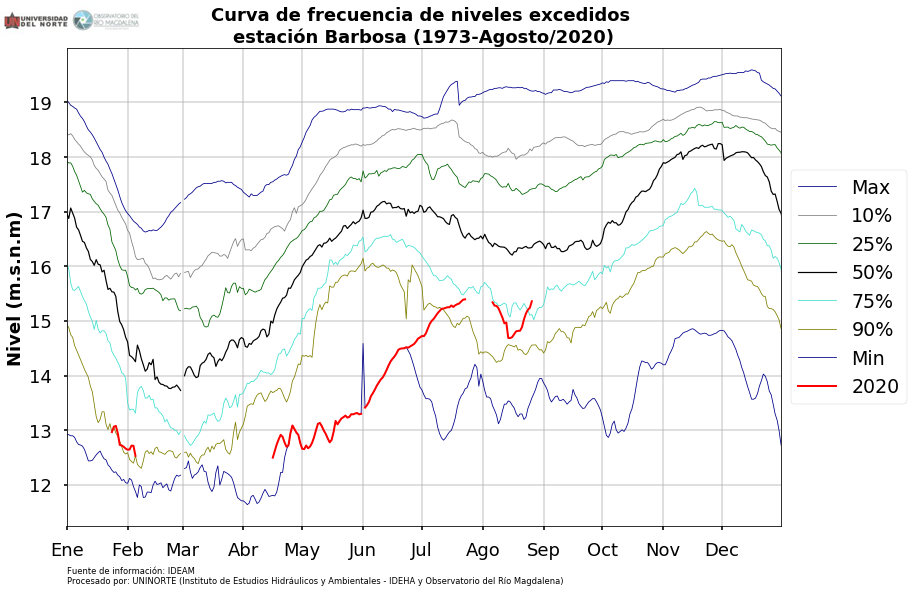 UNIVERSIDAD
DEL NORTE
OBSERVATORIO DEL
RÍO MAGDALENA
Curva de frecuencia de niveles excedidos
estación Barbosa (1973-Agosto/2020)
Nivel (m.s.n.m)
19
18
17
16
15
14
13
12
Ene Feb Mar Abr May Jun Jul Ago Sep Oct Nov Dec
Max
10%
25%
50%
75%
90%
Min
2020
Fuente de información: IDEAM
Procesado por: UNINORTE (Instituto de Estudios Hidráulicos y Ambientales - IDEHA y Observatorio del Río Magdalena)